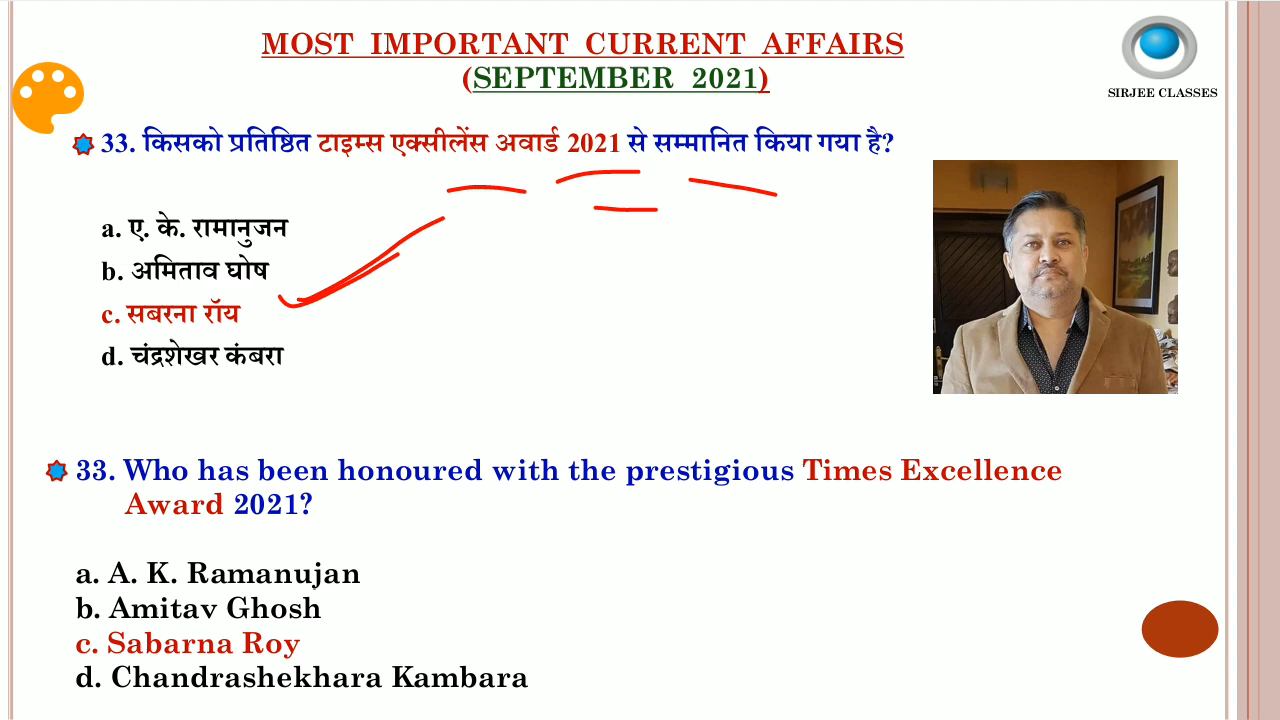 MOST IMPORTANT CURRENT AFFAIRS
(SEPTEMBER 2021)
SIRJEE CLASSES
33. किसको प्रतिष्ठित टाइम्स एक्सीलेंस अवार्ड 2021 से सम्मानित किया गया है?
a. ए. के. रामानुजन
b. अमिताव घोष
c. सबरना रॉय
d. चंद्रशेखर कंबरा
33. Who has been honoured with the prestigious Times Excellence
Award 2021?
a. A. K. Ramanujan
b. Amitav Ghosh
c. Sabarna Roy
d. Chandrashekhara Kambara